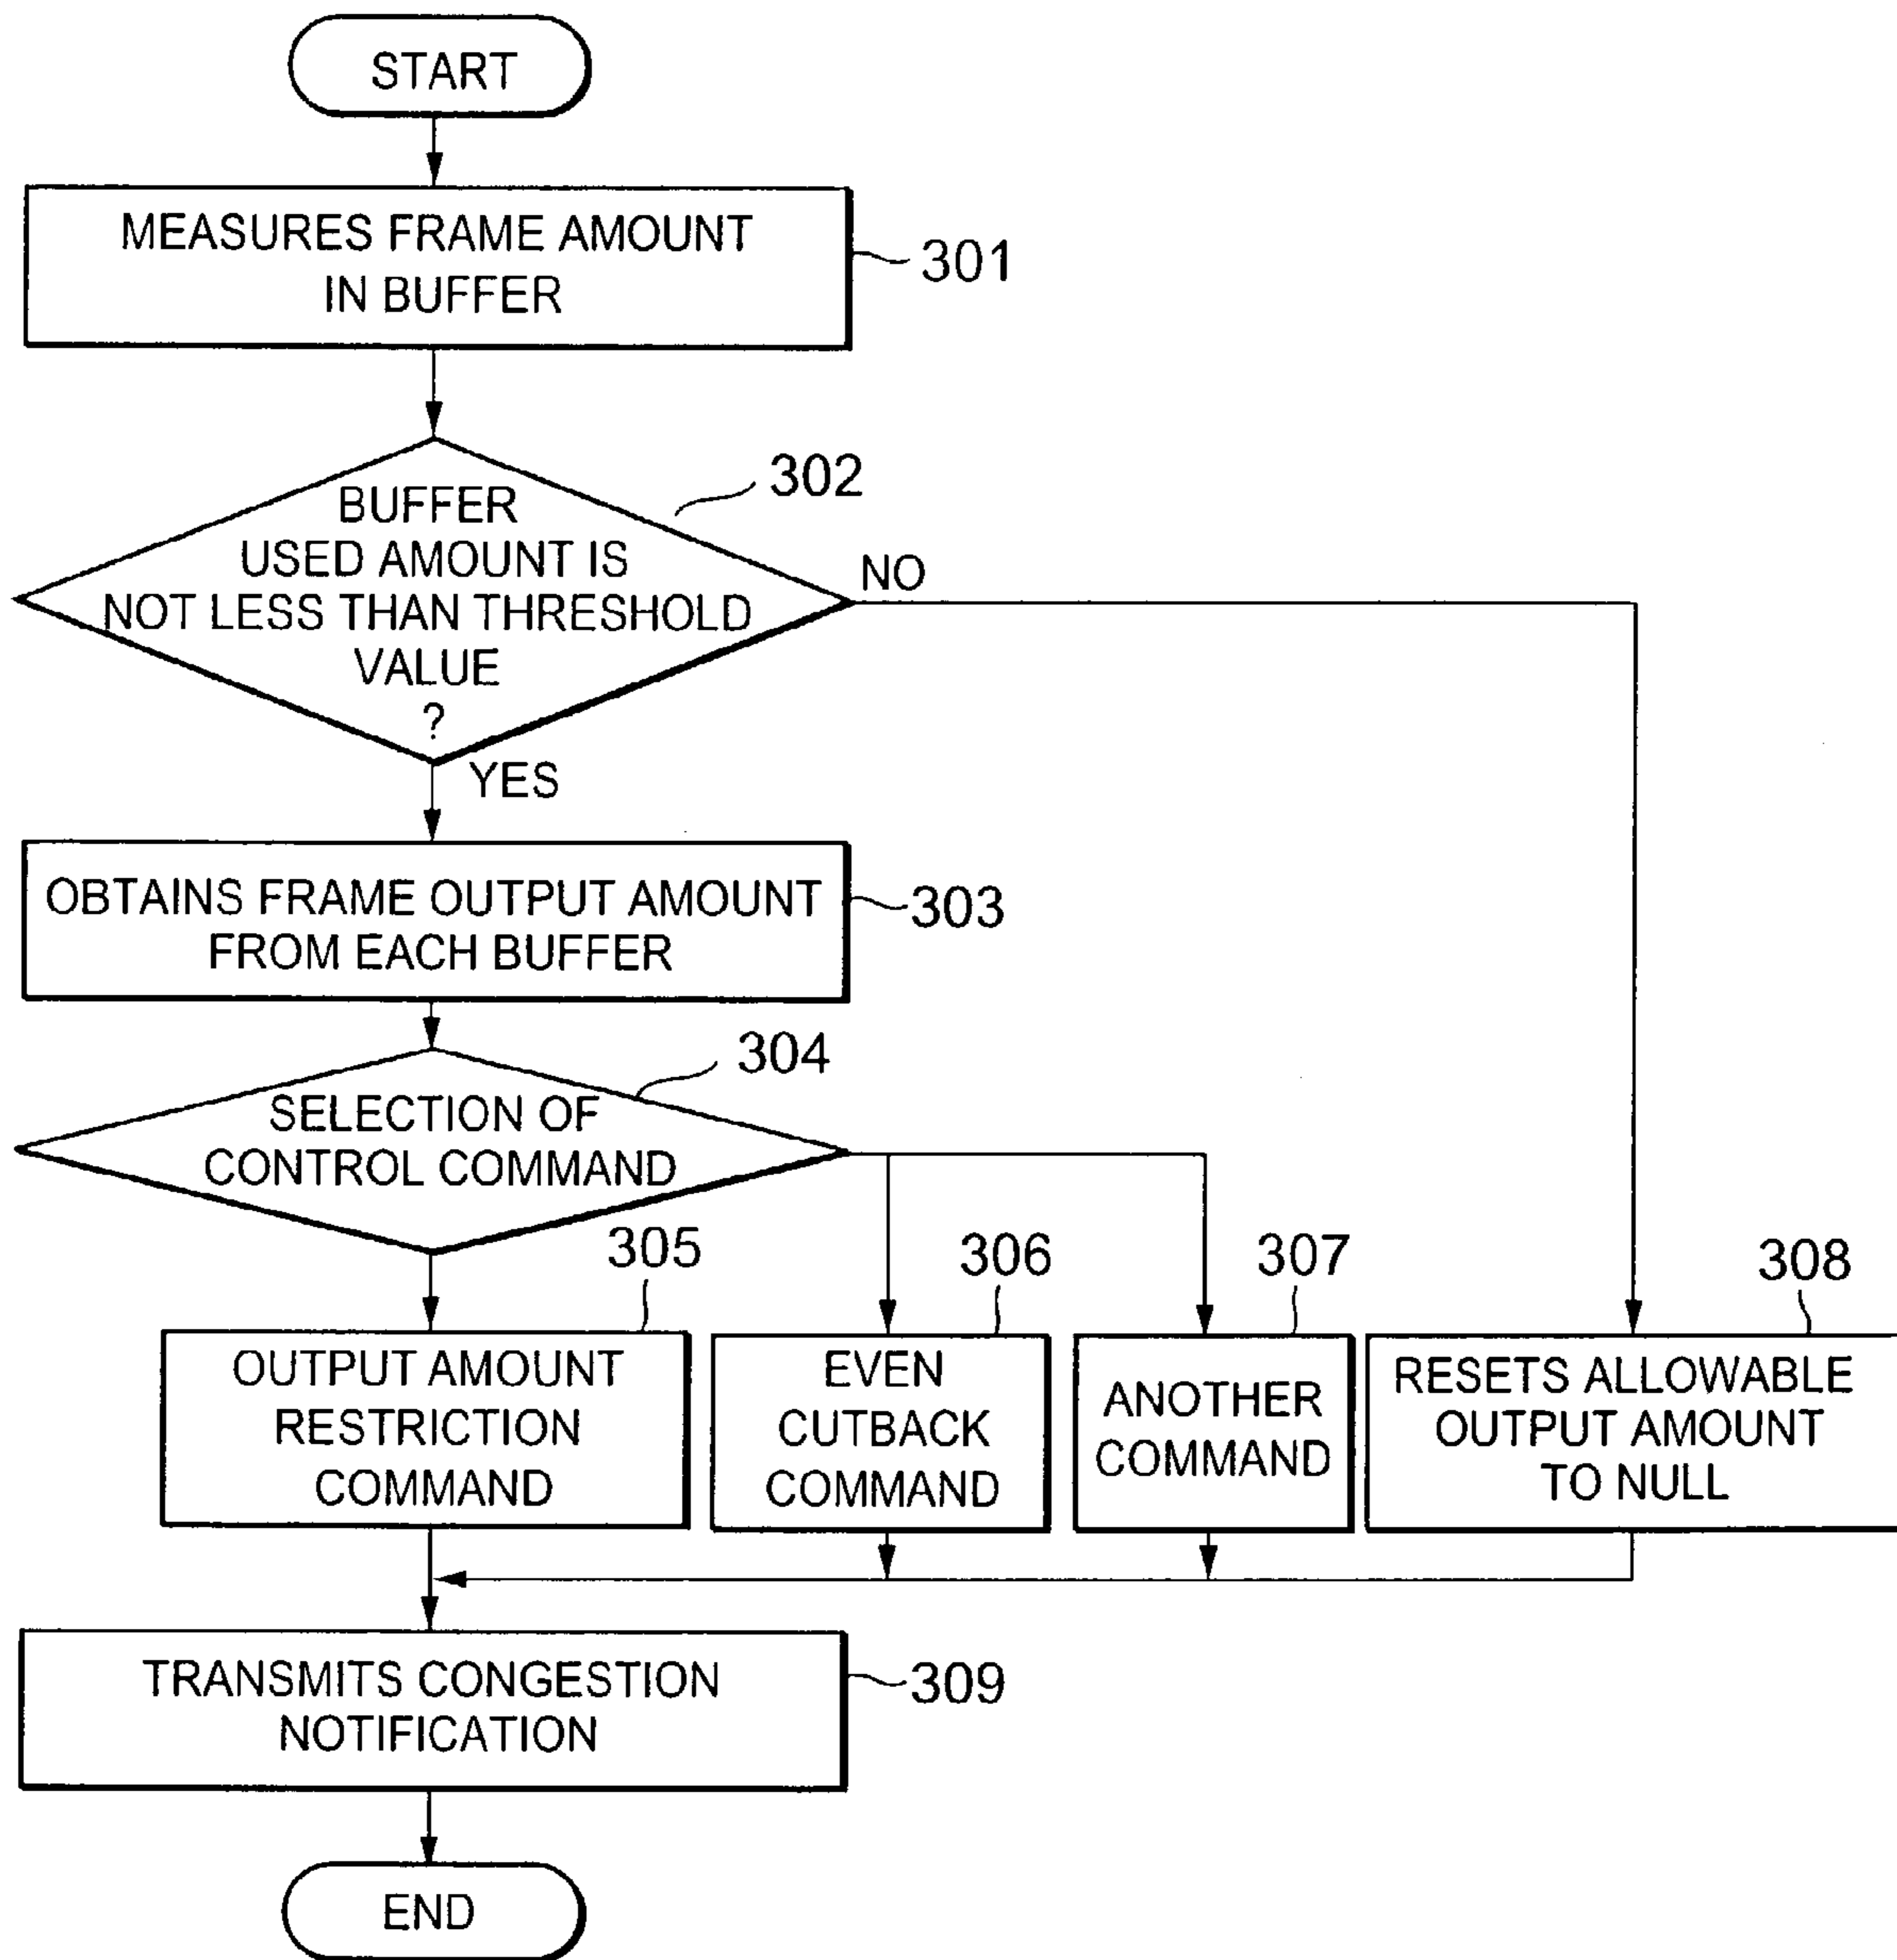 START
MEASURES FRAME AMOUNT
IN BUFFER
301
302
BUFFER
USED AMOUNT IS
NOT LESS THAN THRESHOLD
VALUE
?
NO
YES
OBTAINS FRAME OUTPUT AMOUNT
FROM EACH BUFFER
303
304
SELECTION OF
CONTROL COMMAND
305
OUTPUT AMOUNT
RESTRICTION
COMMAND
306
EVEN
CUTBACK
COMMAND
307
ANOTHER
COMMAND
308
RESETS ALLOWABLE
OUTPUT AMOUNT
TO NULL
TRANSMITS CONGESTION
NOTIFICATION
309
END